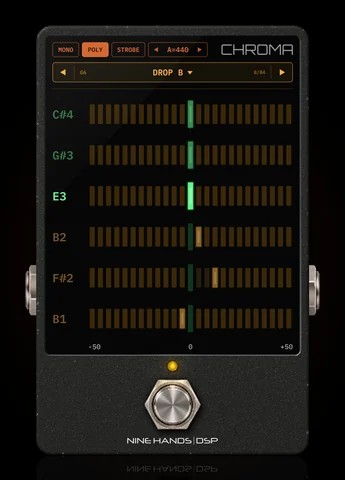 MONO POLY STROBE ◄ A=440 ► CHROMA
◄ DROP B ▼ ►
C#4
G#3
E3
B2
F#2
B1
-50 0 +50
NINE HANDS|DSP